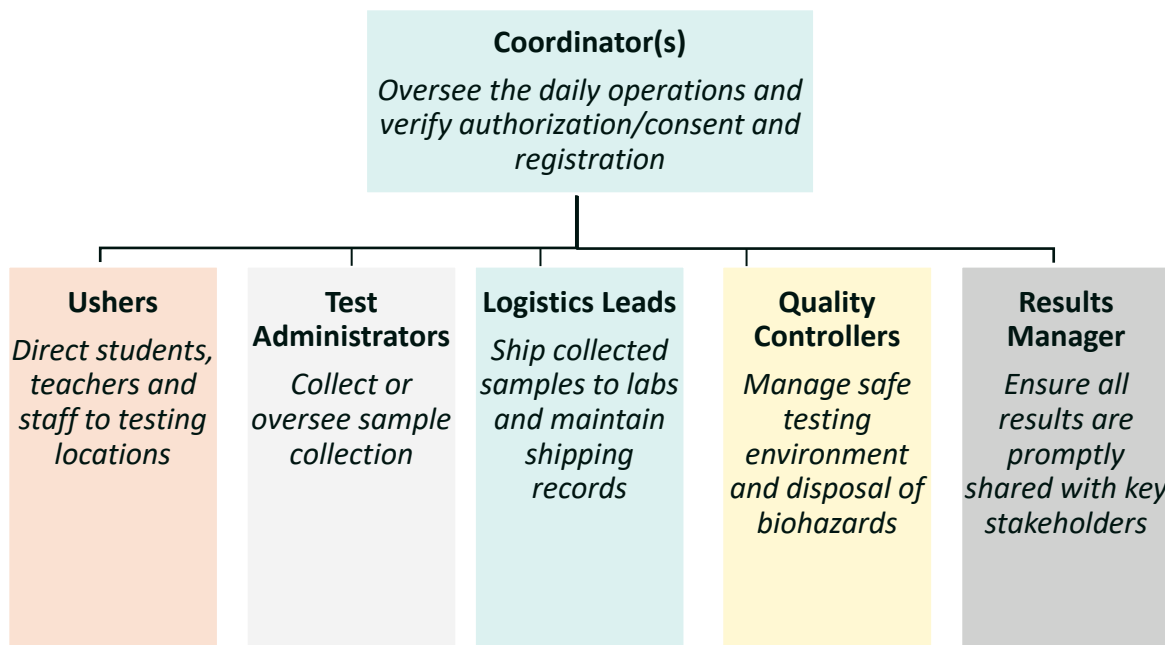 Coordinator(s)
Oversee the daily operations and
verify authorization/consent and
registration
Ushers
Direct students,
teachers and
staff to testing
locations
Test
Administrators
Collect or
oversee sample
collection
Logistics Leads
Ship collected
samples to labs
and maintain
shipping
records
Quality
Controllers
Manage safe
testing
environment
and disposal of
biohazards
Results
Manager
Ensure all
results are
promptly
shared with key
stakeholders